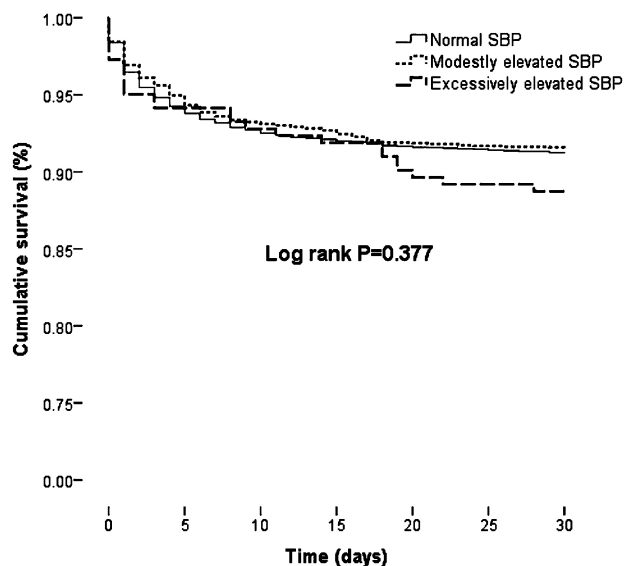 Normal SBP
Modestly elevated SBP
Excessively elevated SBP
1.00
0.95
0.90
0.85
0.80
0.75
0.00
Cumulative survival (%)
Log rank P=0.377
0 5 10 15 20 25 30
Time (days)